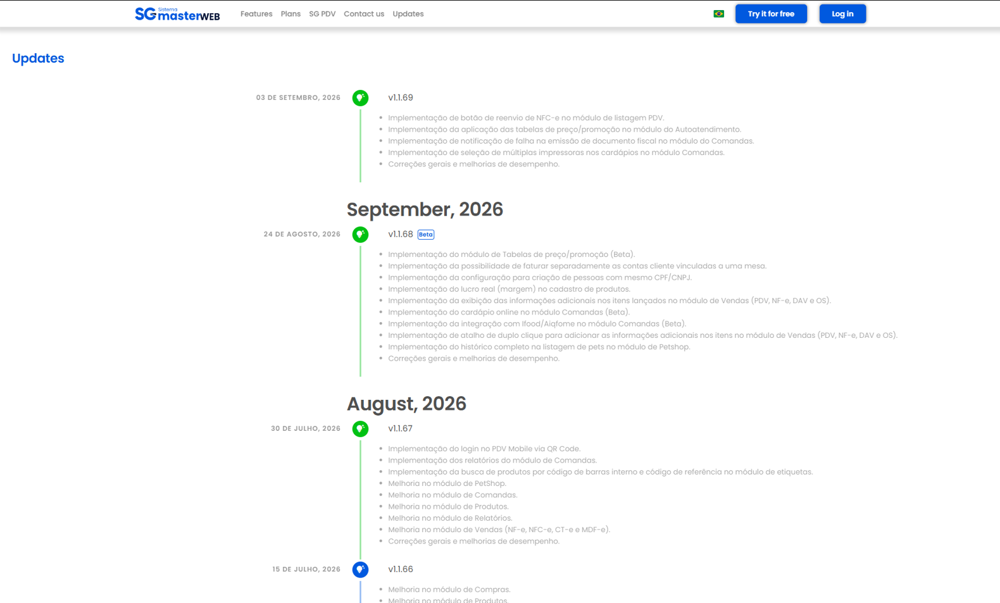 Sistema
SGmasterWEB
Features Plans SG PDV Contact us Updates
Try it for free
Log in
Updates
03 DE SETEMBRO, 2026
v1.1.69
Implementação de botão de reenvio de NFC-e no módulo de listagem PDV.
Implementação da aplicação das tabelas de preço/promoção no módulo do Autoatendimento.
Implementação de notificação de falha na emissão de documento fiscal no módulo do Comandas.
Implementação de seleção de múltiplas impressoras nos cardápios no módulo Comandas.
Correções gerais e melhorias de desempenho.
September, 2026
24 DE AGOSTO, 2026
v1.1.68 Beta
Implementação do módulo de Tabelas de preço/promoção (Beta).
Implementação da possibilidade de faturar separadamente as contas cliente vinculadas a uma mesa.
Implementação da configuração para criação de pessoas com mesmo CPF/CNPJ.
Implementação do lucro real (margem) no cadastro de produtos.
Implementação da exibição das informações adicionais nos itens lançados no módulo de Vendas (PDV, NF-e, DAV e OS).
Implementação do cardápio online no módulo Comandas (Beta).
Implementação da integração com Ifood/Aiqfome no módulo Comandas (Beta).
Implementação de atalho de duplo clique para adicionar as informações adicionais nos itens no módulo de Vendas (PDV, NF-e, DAV e OS).
Implementação do histórico completo na listagem de pets no módulo de Petshop.
Correções gerais e melhorias de desempenho.
August, 2026
30 DE JULHO, 2026
v1.1.67
Implementação do login no PDV Mobile via QR Code.
Implementação dos relatórios do módulo de Comandas.
Implementação da busca de produtos por código de barras interno e código de referência no módulo de etiquetas.
Melhoria no módulo de PetShop.
Melhoria no módulo de Comandas.
Melhoria no módulo de Produtos.
Melhoria no módulo de Relatórios.
Melhoria no módulo de Vendas (NF-e, NFC-e, CT-e e MDF-e).
Correções gerais e melhorias de desempenho.
15 DE JULHO, 2026
v1.1.66
Melhoria no módulo de Compras.
Melhoria no módulo de Produtos.